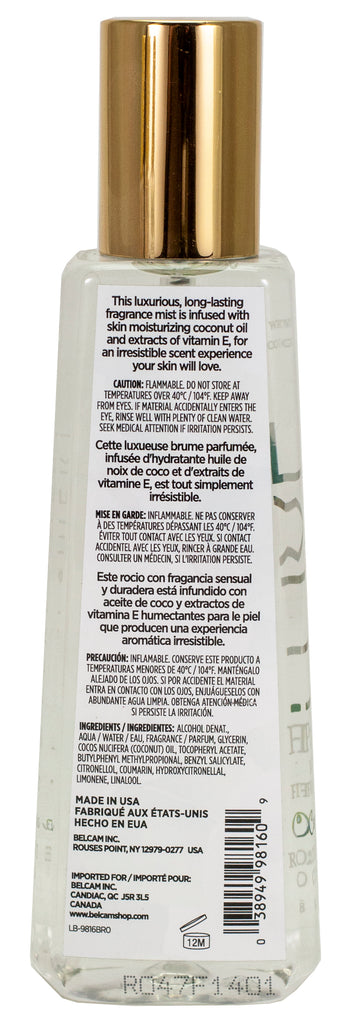 This luxurious, long-lasting
fragrance mist is infused with
skin moisturizing coconut oil
and extracts of vitamin E, for
an irresistible scent experience
your skin will love.
CAUTION: FLAMMABLE. DO NOT STORE AT
TEMPERATURES OVER 40°C / 104°F. KEEP AWAY
FROM EYES. IF MATERIAL ACCIDENTALLY ENTERS THE
EYE, RINSE WELL WITH PLENTY OF CLEAN WATER.
SEEK MEDICAL ATTENTION IF IRRITATION PERSISTS.
Cette luxueuse brume parfumée,
infusée d'hydratante huile de
noix de coco et d'extraits de
vitamine E, est tout simplement
irrésistible.
MISE EN GARDE: INFLAMMABLE. NE PAS CONSERVER
À DES TEMPÉRATURES DÉPASSANT LES 40°C / 104°F.
ÉVITER TOUT CONTACT AVEC LES YEUX. SI CONTACT
ACCIDENTEL AVEC LES YEUX, RINCER À GRANDE EAU.
CONSULTER UN MÉDECIN, SI L'IRRITATION PERSISTE.
Este rocio con fragancia sensual
y duradera está infundido con
aceite de coco y extractos de
vitamina E humectantes para le piel
que producen una experiencia
aromática irresistible.
PRECAUCIÓN: INFLAMABLE. CONSERVE ESTE PRODUCTO A
TEMPERATURAS MENORES DE 40°C / 104°F. MANTÉNGALO
ALEJADO DE LOS OJOS. SI POR ACCIDENTE EL MATERIAL
ENTRA EN CONTACTO CON LOS OJOS, ENJUÁGUESELOS CON
ABUNDANTE AGUA LIMPIA. OBTENGA ATENCIÓN-MÉDICA
SI PERSISTE LA IRRITACIÓN.
INGREDIENTS / INGREDIENTES: ALCOHOL DENAT.,
AQUA / WATER / EAU, FRAGRANCE / PARFUM, GLYCERIN,
COCOS NUCIFERA (COCONUT) OIL, TOCOPHERYL ACETATE,
BUTYLPHENYL METHYLPROPIONAL, BENZYL SALICYLATE,
CITRONELLOL, COUMARIN, HYDROXYCITRONELLAL,
LIMONENE, LINALOOL.
MADE IN USA
FABRIQUÉ AUX ÉTATS-UNIS
HECHO EN EUA
BELCAM INC.
ROUSES POINT, NY 12979-0277 USA
IMPORTED FOR / IMPORTÉ POUR:
BELCAM INC.
CANDIAC, QC J5R 3L5
CANADA
www.belcamshop.com
LB-9816BR0
12M
0 38949 98160 9
R047F1401